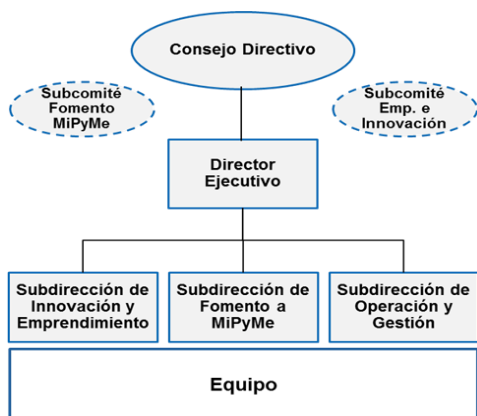 Consejo Directivo
Subcomité
Fomento
MiPyMe
Subcomité
Emp. e
Innovación
Director
Ejecutivo
Subdirección de
Innovación y
Emprendimiento
Subdirección de
Fomento a
MiPyMe
Subdirección de
Operación y
Gestión
Equipo